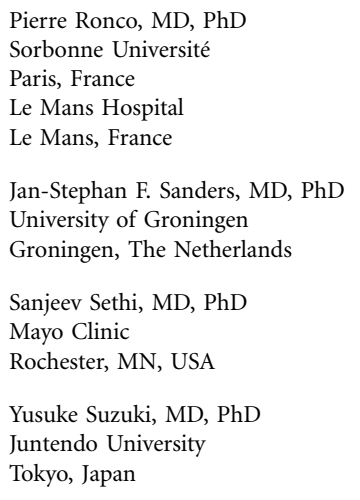 Pierre Ronco, MD, PhD
Sorbonne Université
Paris, France
Le Mans Hospital
Le Mans, France
Jan-Stephan F. Sanders, MD, PhD
University of Groningen
Groningen, The Netherlands
Sanjeev Sethi, MD, PhD
Mayo Clinic
Rochester, MN, USA
Yusuke Suzuki, MD, PhD
Juntendo University
Tokyo, Japan